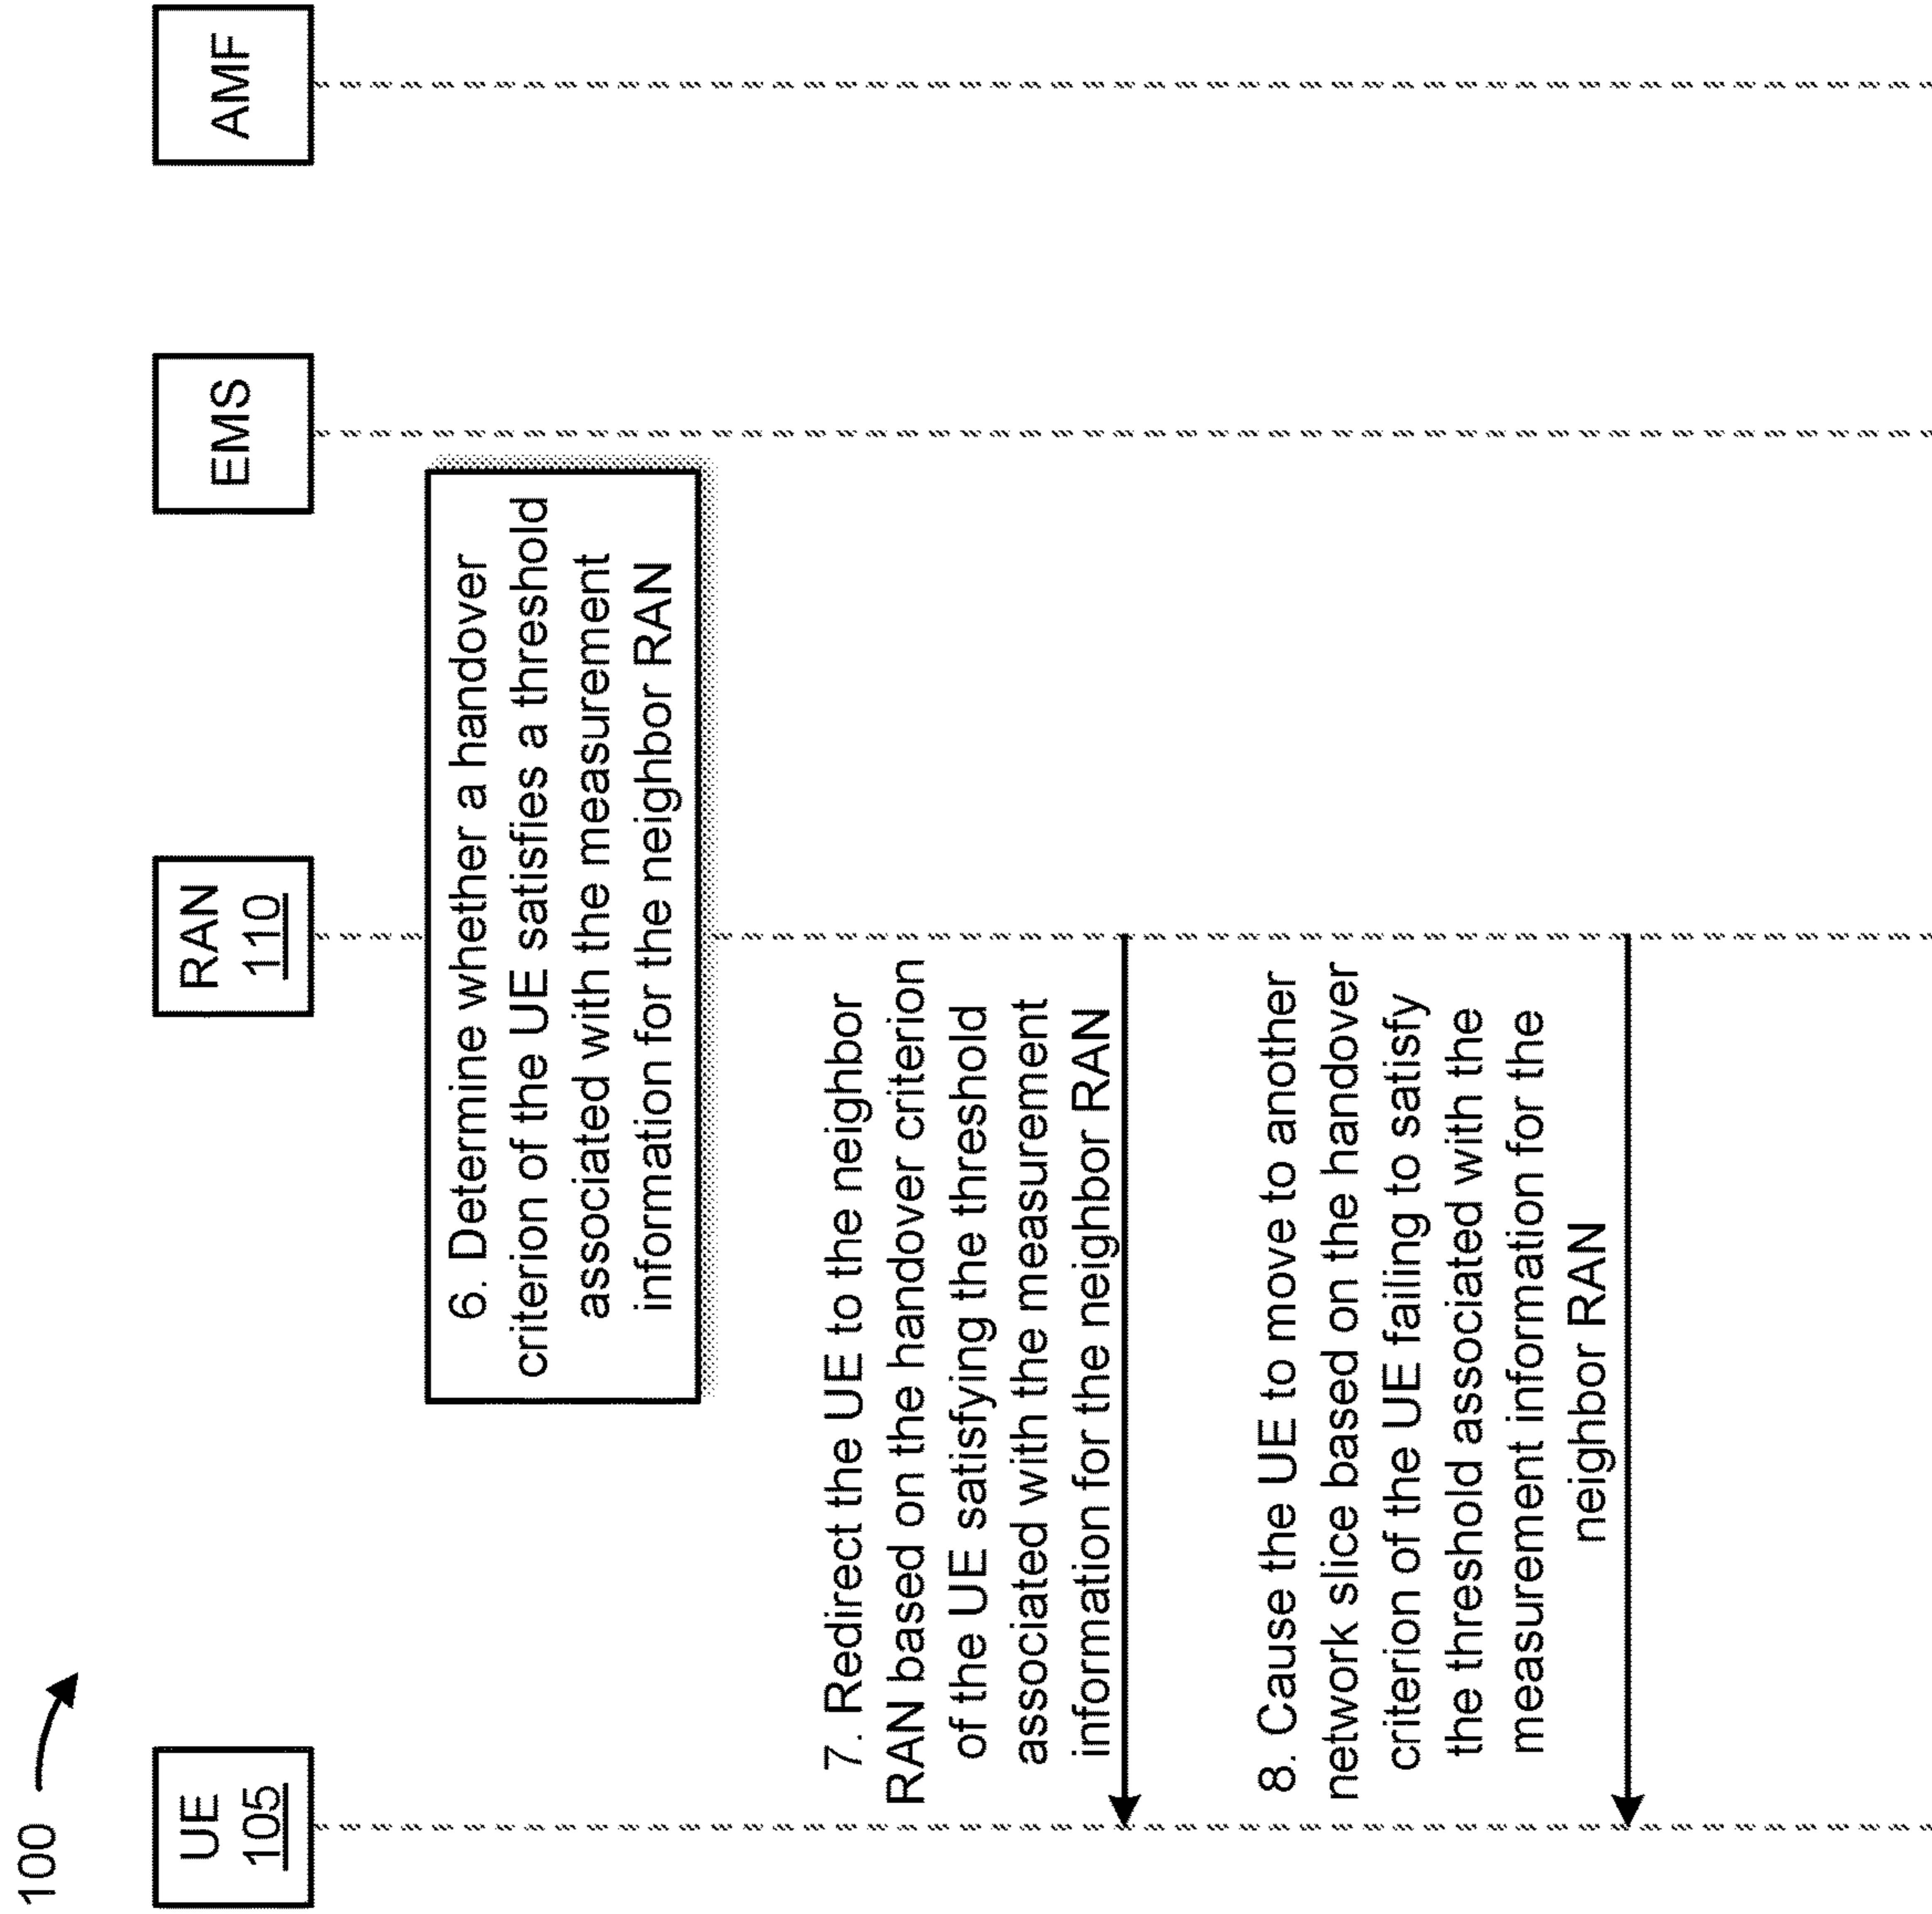 100
UE
105
RAN
110
EMS
AMF
6. Determine whether a handover
criterion of the UE satisfies a threshold
associated with the measurement
information for the neighbor RAN
7. Redirect the UE to the neighbor
RAN based on the handover criterion
of the UE satisfying the threshold
associated with the measurement
information for the neighbor RAN
8. Cause the UE to move to another
network slice based on the handover
criterion of the UE failing to satisfy
the threshold associated with the
measurement information for the
neighbor RAN